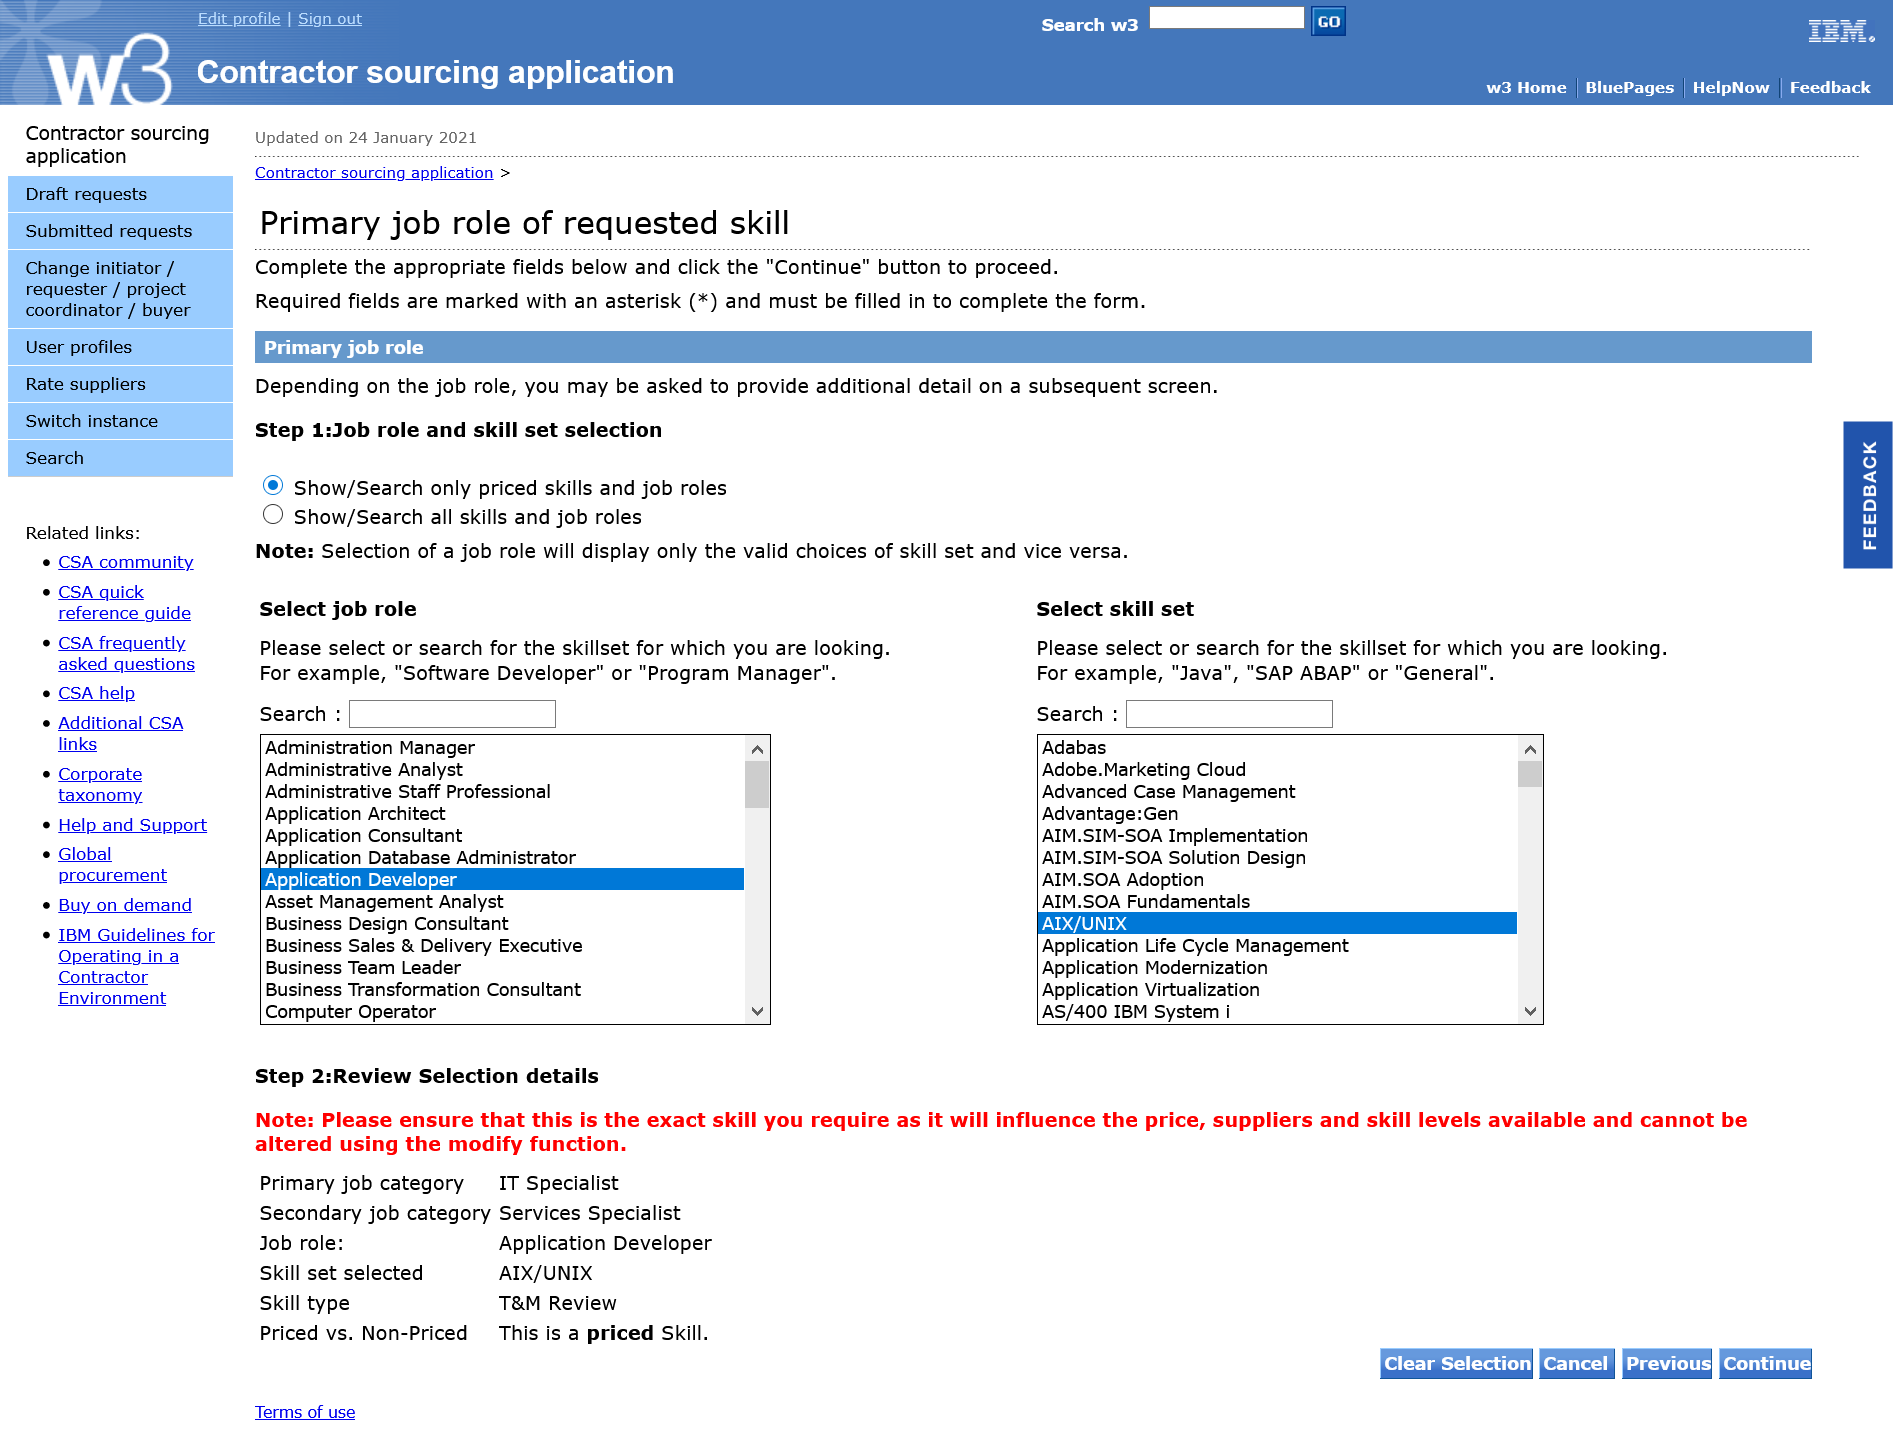 Edit profile | Sign out
Search w3
GO
IBM.
w3
Contractor sourcing application
w3 Home
BluePages
HelpNow
Feedback
Contractor sourcing
application
Draft requests
Submitted requests
Change initiator /
requester / project
coordinator / buyer
User profiles
Rate suppliers
Switch instance
Search
Related links:
CSA community
CSA quick
reference guide
CSA frequently
asked questions
CSA help
Additional CSA
links
Corporate
taxonomy
Help and Support
Global
procurement
Buy on demand
IBM Guidelines for
Operating in a
Contractor
Environment
Updated on 24 January 2021
Contractor sourcing application >
Primary job role of requested skill
Complete the appropriate fields below and click the "Continue" button to proceed.
Required fields are marked with an asterisk (*) and must be filled in to complete the form.
Primary job role
Depending on the job role, you may be asked to provide additional detail on a subsequent screen.
Step 1:Job role and skill set selection
Show/Search only priced skills and job roles
Show/Search all skills and job roles
Note: Selection of a job role will display only the valid choices of skill set and vice versa.
Select job role
Please select or search for the skillset for which you are looking.
For example, "Software Developer" or "Program Manager".
Search :
Administration Manager
Administrative Analyst
Administrative Staff Professional
Application Architect
Application Consultant
Application Database Administrator
Application Developer
Asset Management Analyst
Business Design Consultant
Business Sales & Delivery Executive
Business Team Leader
Business Transformation Consultant
Computer Operator
Select skill set
Please select or search for the skillset for which you are looking.
For example, "Java", "SAP ABAP" or "General".
Search :
Adabas
Adobe.Marketing Cloud
Advanced Case Management
Advantage:Gen
AIM.SIM-SOA Implementation
AIM.SIM-SOA Solution Design
AIM.SOA Adoption
AIM.SOA Fundamentals
AIX/UNIX
Application Life Cycle Management
Application Modernization
Application Virtualization
AS/400 IBM System i
FEEDBACK
Step 2:Review Selection details
Note: Please ensure that this is the exact skill you require as it will influence the price, suppliers and skill levels available and cannot be
altered using the modify function.
Primary job category IT Specialist
Secondary job category Services Specialist
Job role: Application Developer
Skill set selected AIX/UNIX
Skill type T&M Review
Priced vs. Non-Priced This is a priced Skill.
Clear Selection Cancel Previous Continue
Terms of use